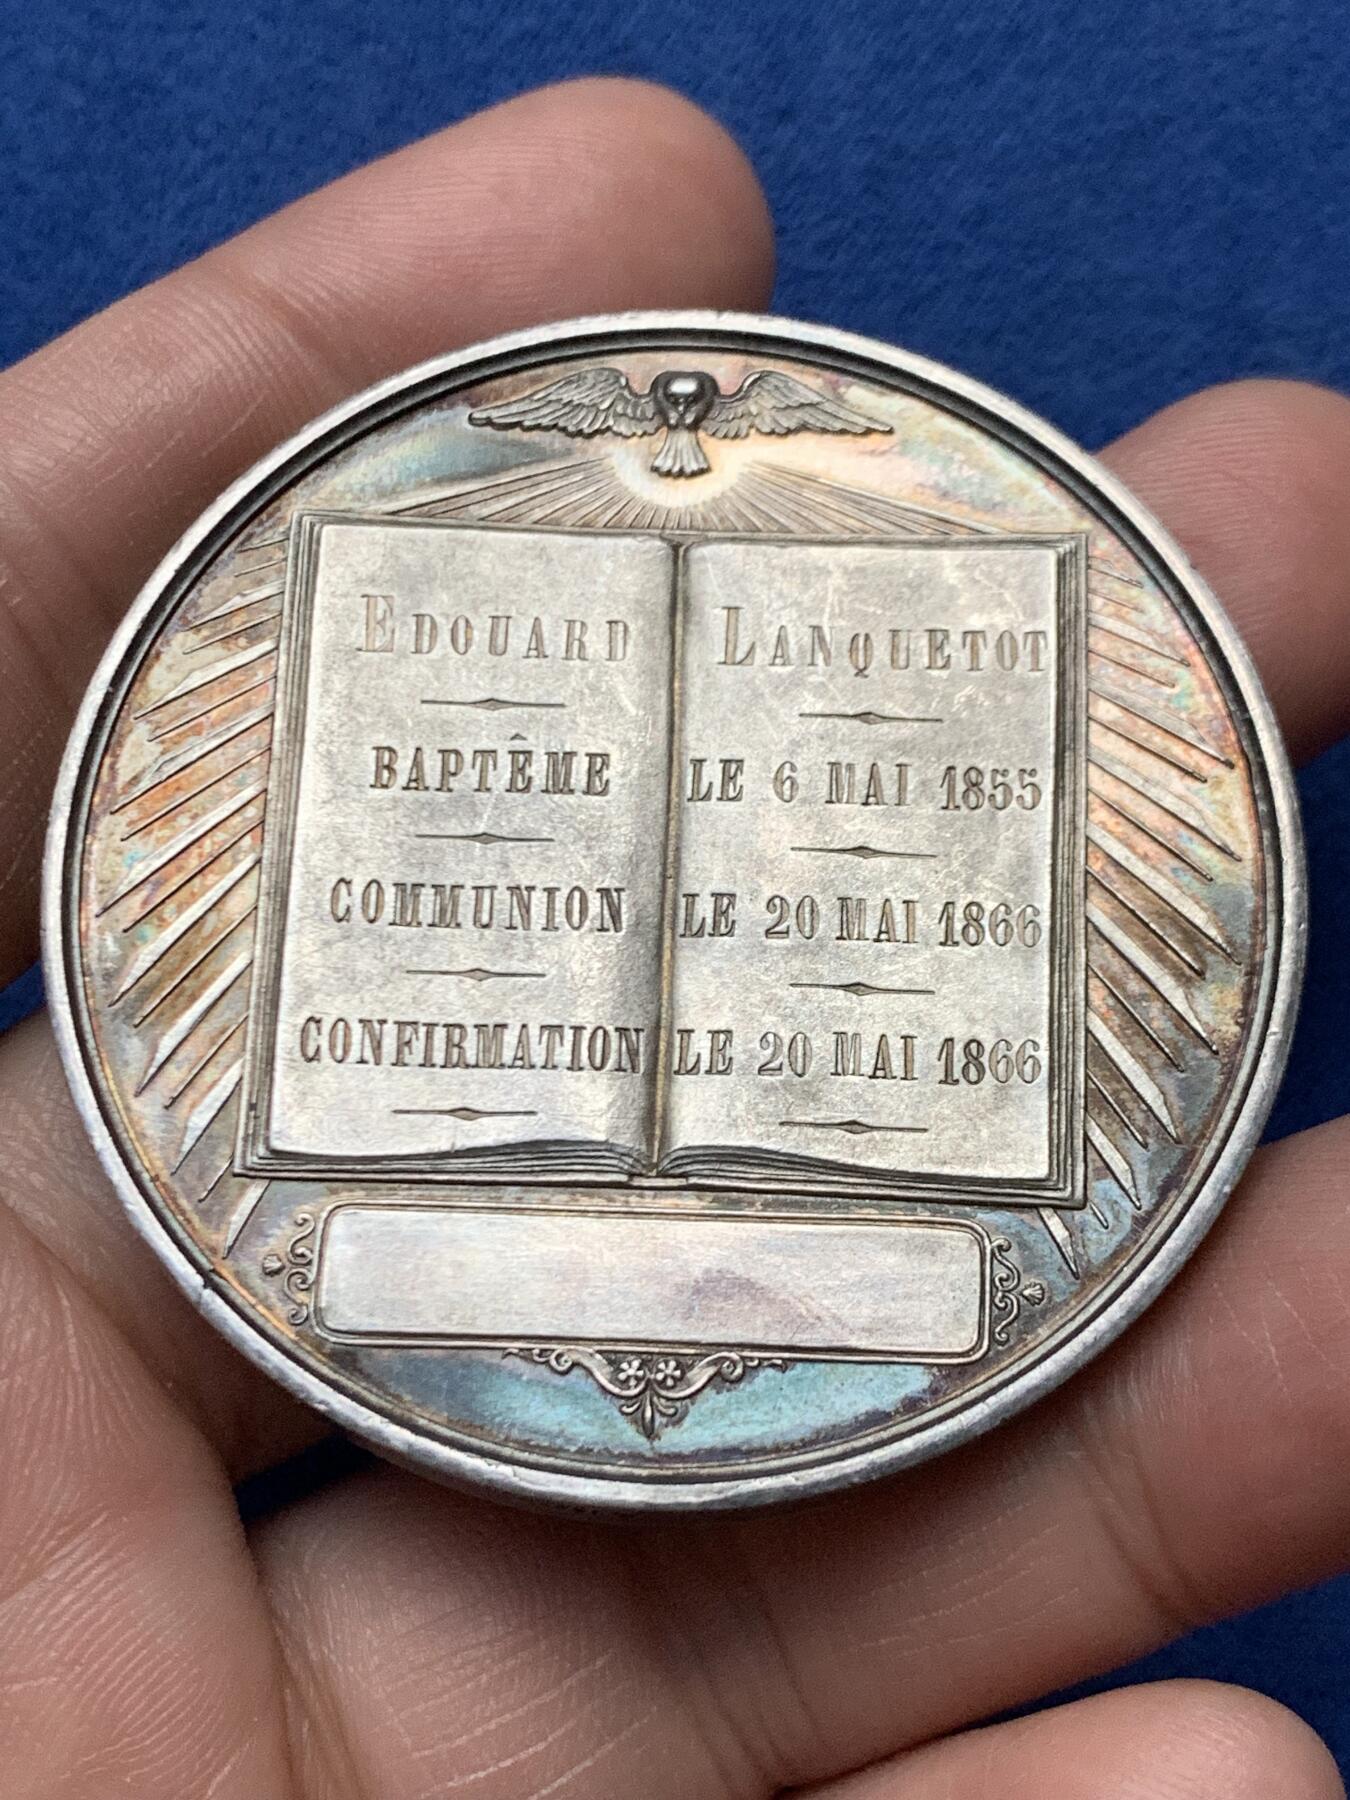 EDOUARD LANQUETOT
BAPTÊME LE 6 MAI 1855
COMMUNION LE 20 MAI 1866
CONFIRMATION LE 20 MAI 1866